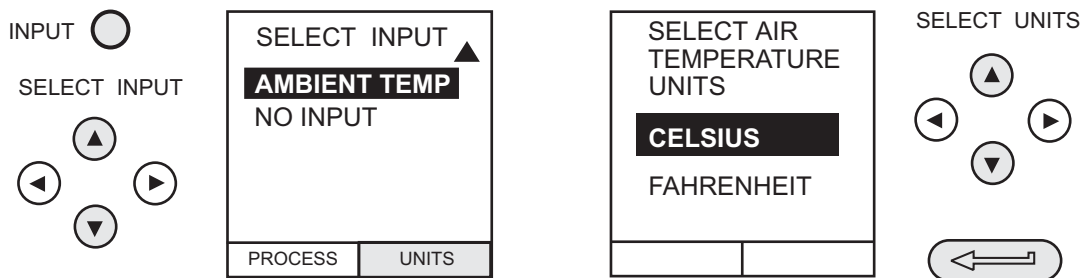 INPUT
SELECT INPUT
SELECT INPUT
AMBIENT TEMP
NO INPUT
PROCESS
UNITS
SELECT AIR
TEMPERATURE
UNITS
CELSIUS
FAHRENHEIT
SELECT UNITS